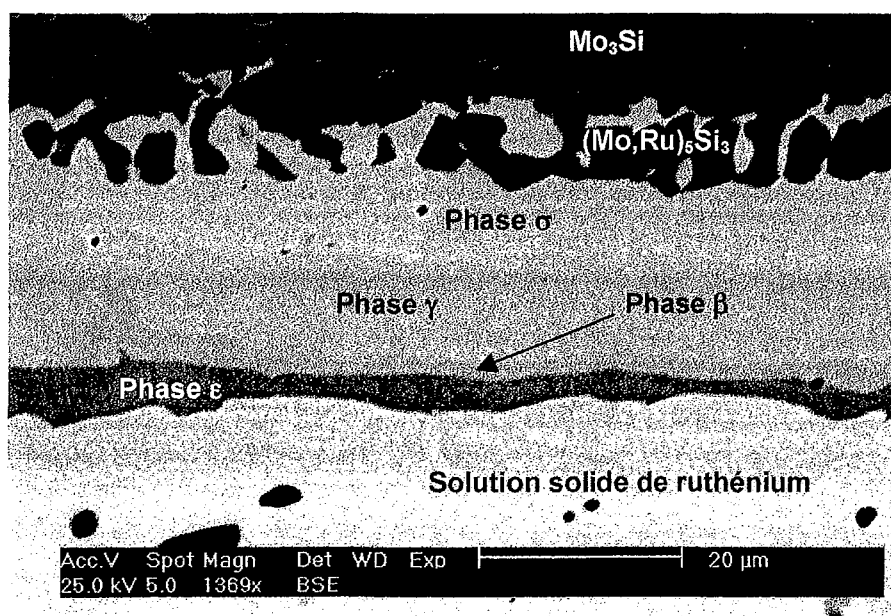 Mo₃Si
(Mo,Ru)₅Si₃
Phase σ
Phase γ
Phase β
Phase ε
Solution solide de ruthénium
Acc.V Spot Magn Det WD Exp 20 µm
25.0 kV 5.0 1369x BSE